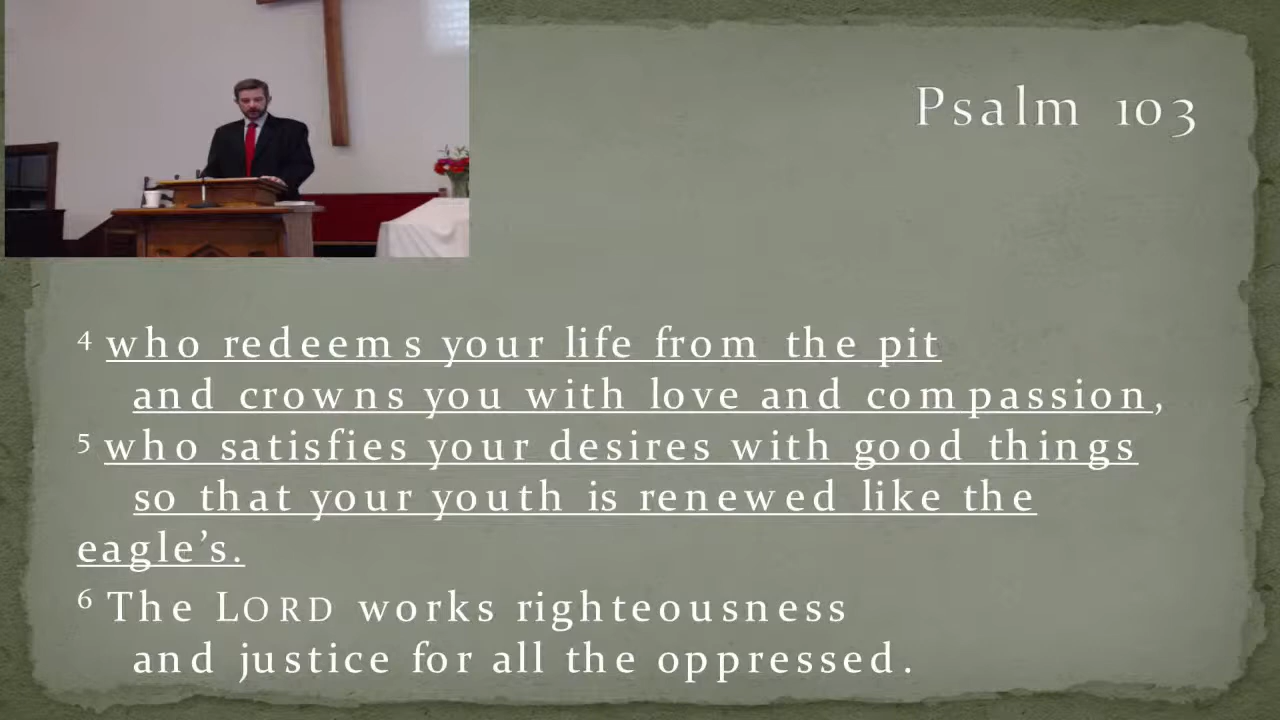 Psalm 103
4 who redeems your life from the pit
and crowns you with love and compassion,
5 who satisfies your desires with good things
so that your youth is renewed like the
eagle’s.
6 The LORD works righteousness
and justice for all the oppressed.